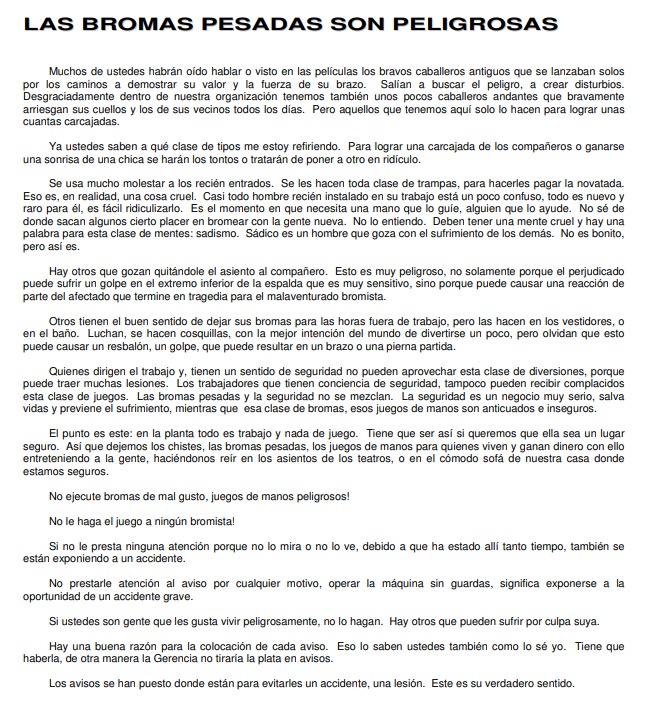 LAS BROMAS PESADAS SON PELIGROSAS
Muchos de ustedes habrán oído hablar o visto en las películas los bravos caballeros antiguos que se lanzaban solos
por los caminos a demostrar su valor y la fuerza de su brazo. Salían a buscar el peligro, a crear disturbios.
Desgraciadamente dentro de nuestra organización tenemos también unos pocos caballeros andantes que bravamente
arriesgan sus cuellos y los de sus vecinos todos los días. Pero aquellos que tenemos aquí solo lo hacen para lograr unas
cuantas carcajadas.
Ya ustedes saben a qué clase de tipos me estoy refiriendo. Para lograr una carcajada de los compañeros o ganarse
una sonrisa de una chica se harán los tontos o tratarán de poner a otro en ridículo.
Se usa mucho molestar a los recién entrados. Se les hacen toda clase de trampas, para hacerles pagar la novatada.
Eso es, en realidad, una cosa cruel. Casi todo hombre recién instalado en su trabajo está un poco confuso, todo es nuevo y
raro para él, es fácil ridiculizarlo. Es el momento en que necesita una mano que lo guíe, alguien que lo ayude. No sé de
donde sacan algunos cierto placer en bromear con la gente nueva. No lo entiendo. Deben tener una mente cruel y hay una
palabra para esta clase de mentes: sadismo. Sádico es un hombre que goza con el sufrimiento de los demás. No es bonito,
pero así es.
Hay otros que gozan quitándole el asiento al compañero. Esto es muy peligroso, no solamente porque el perjudicado
puede sufrir un golpe en el extremo inferior de la espalda que es muy sensitivo, sino porque puede causar una reacción de
parte del afectado que termine en tragedia para el malaventurado bromista.
Otros tienen el buen sentido de dejar sus bromas para las horas fuera de trabajo, pero las hacen en los vestidores, o
en el baño. Luchan, se hacen cosquillas, con la mejor intención del mundo de divertirse un poco, pero olvidan que esto
puede causar un resbalón, un golpe, que puede resultar en un brazo o una pierna partida.
Quienes dirigen el trabajo y, tienen un sentido de seguridad no pueden aprovechar esta clase de diversiones, porque
puede traer muchas lesiones. Los trabajadores que tienen conciencia de seguridad, tampoco pueden recibir complacidos
esta clase de juegos. Las bromas pesadas y la seguridad no se mezclan. La seguridad es un negocio muy serio, salva
vidas y previene el sufrimiento, mientras que esa clase de bromas, esos juegos de manos son anticuados e inseguros.
El punto es este: en la planta todo es trabajo y nada de juego. Tiene que ser así si queremos que ella sea un lugar
seguro. Así que dejemos los chistes, las bromas pesadas, los juegos de manos para quienes viven y ganan dinero con ello
entreteniendo a la gente, haciéndonos reír en los asientos de los teatros, o en el cómodo sofá de nuestra casa donde
estamos seguros.
No ejecute bromas de mal gusto, juegos de manos peligrosos!
No le haga el juego a ningún bromista!
Si no le presta ninguna atención porque no lo mira o no lo ve, debido a que ha estado allí tanto tiempo, también se
están exponiendo a un accidente.
No prestarle atención al aviso por cualquier motivo, operar la máquina sin guardas, significa exponerse a la
oportunidad de un accidente grave.
Si ustedes son gente que les gusta vivir peligrosamente, no lo hagan. Hay otros que pueden sufrir por culpa suya.
Hay una buena razón para la colocación de cada aviso. Eso lo saben ustedes también como lo sé yo. Tiene que
haberla, de otra manera la Gerencia no tiraría la plata en avisos.
Los avisos se han puesto donde están para evitarles un accidente, una lesión. Este es su verdadero sentido.